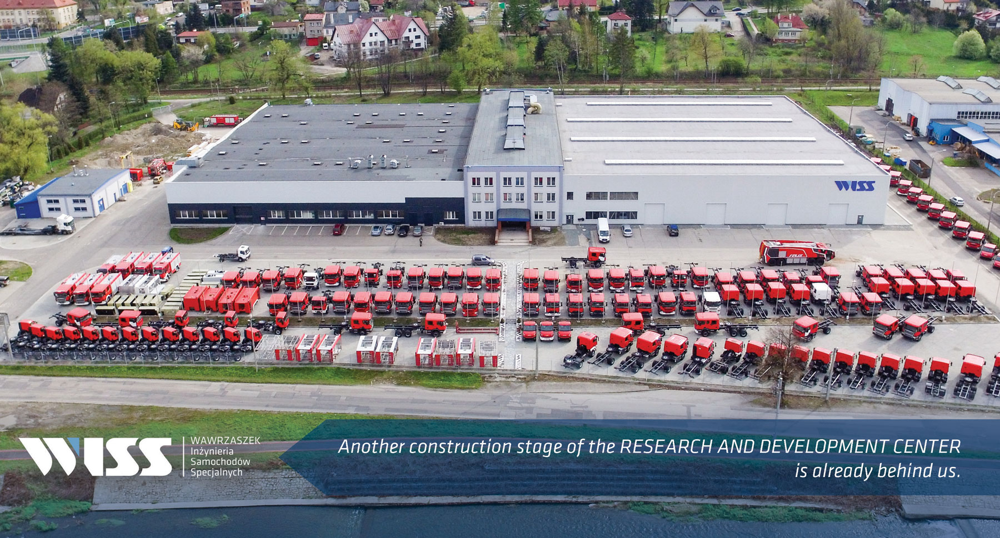 WISS
FELIX
WISS
WAWRZASZEK
Inżynieria
Samochodów
Specjalnych
Another construction stage of the RESEARCH AND DEVELOPMENT CENTER
is already behind us.